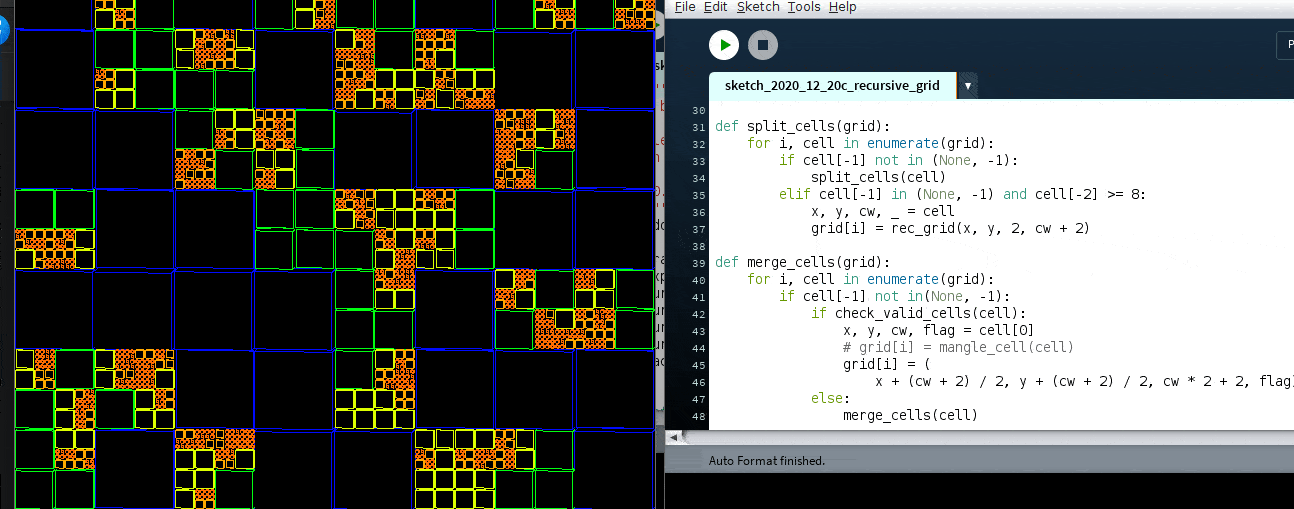 File Edit Sketch Tools Help
sketch_2020_12_20c_recursive_grid ▼
30
31 def split_cells(grid):
32     for i, cell in enumerate(grid):
33         if cell[-1] not in (None, -1):
34             split_cells(cell)
35         elif cell[-1] in (None, -1) and cell[-2] >= 8:
36             x, y, cw, _ = cell
37             grid[i] = rec_grid(x, y, 2, cw + 2)
38
39 def merge_cells(grid):
40     for i, cell in enumerate(grid):
41         if cell[-1] not in(None, -1):
42             if check_valid_cells(cell):
43                 x, y, cw, flag = cell[0]
44                 # grid[i] = mangle_cell(cell)
45                 grid[i] = (
46                     x + (cw + 2) / 2, y + (cw + 2) / 2, cw * 2 + 2, flag)
47             else:
48                 merge_cells(cell)
Auto Format finished.